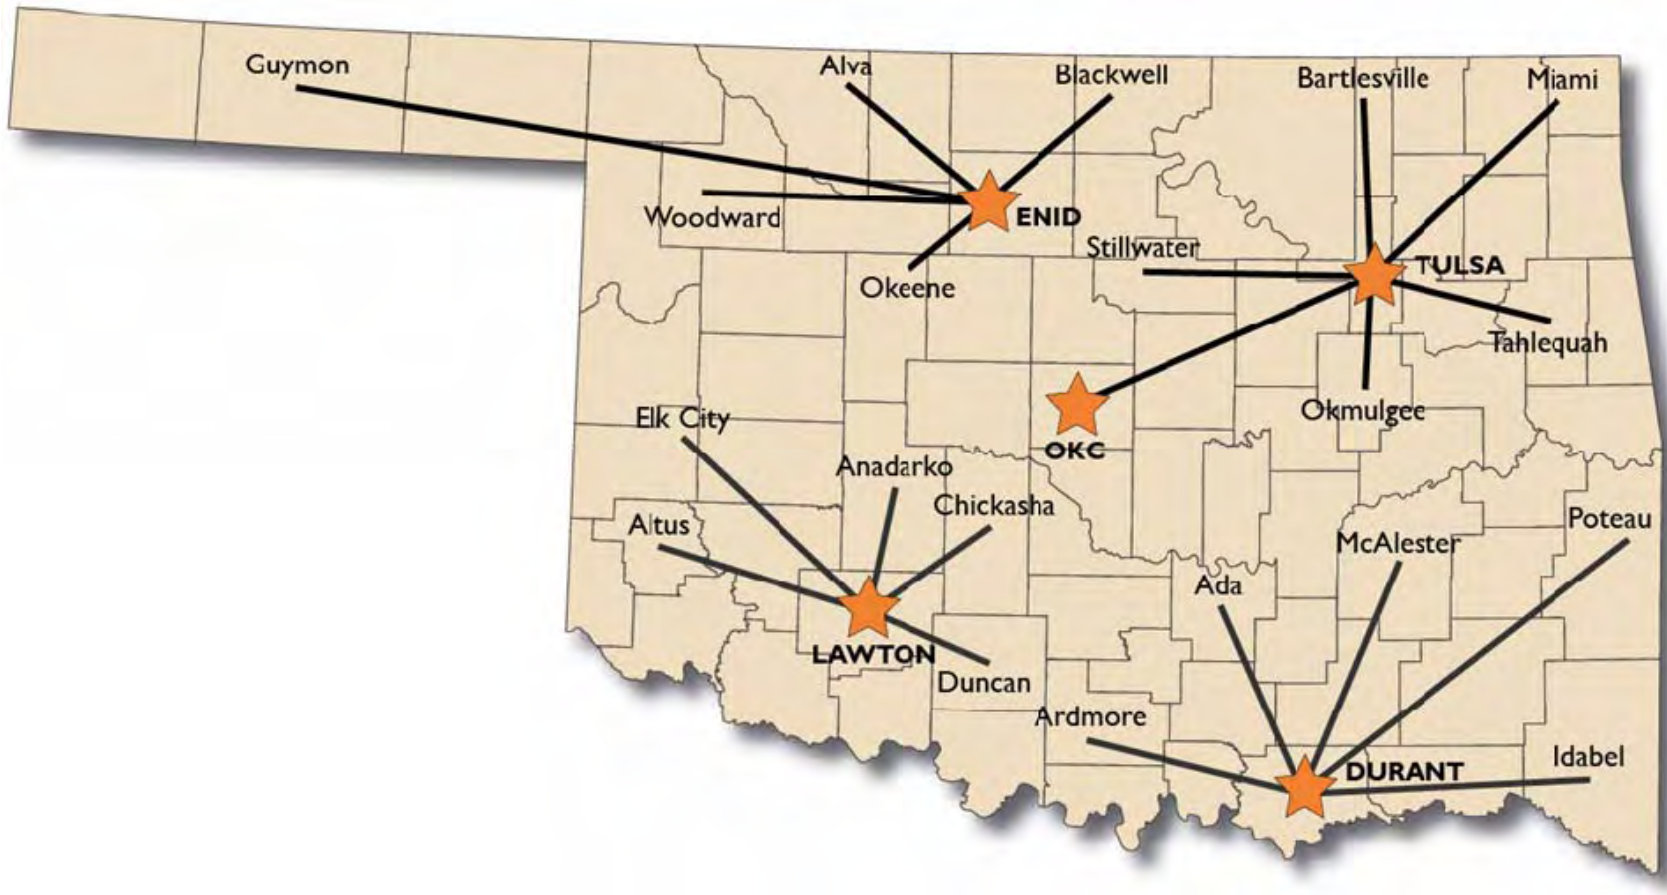 Guymon
Alva
Blackwell
Bartlesville
Miami
Woodward
ENID
Stillwater
TULSA
Okeene
Tahlequah
Elk City
OKC
Okmulgee
Anadarko
Chickasha
Altus
Poteau
McAlester
Ada
LAWTON
Duncan
Ardmore
DURANT
Idabel